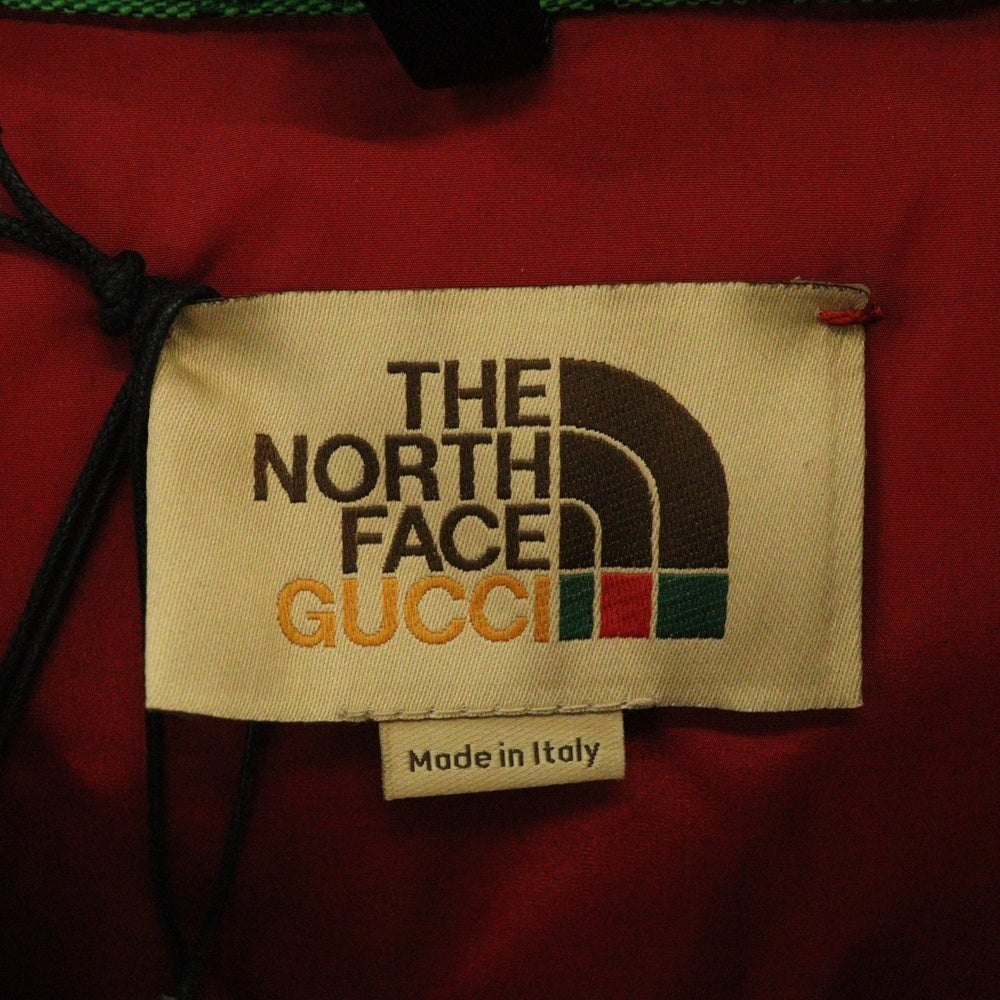 THE
NORTH
FACE
GUCCI
Made in Italy